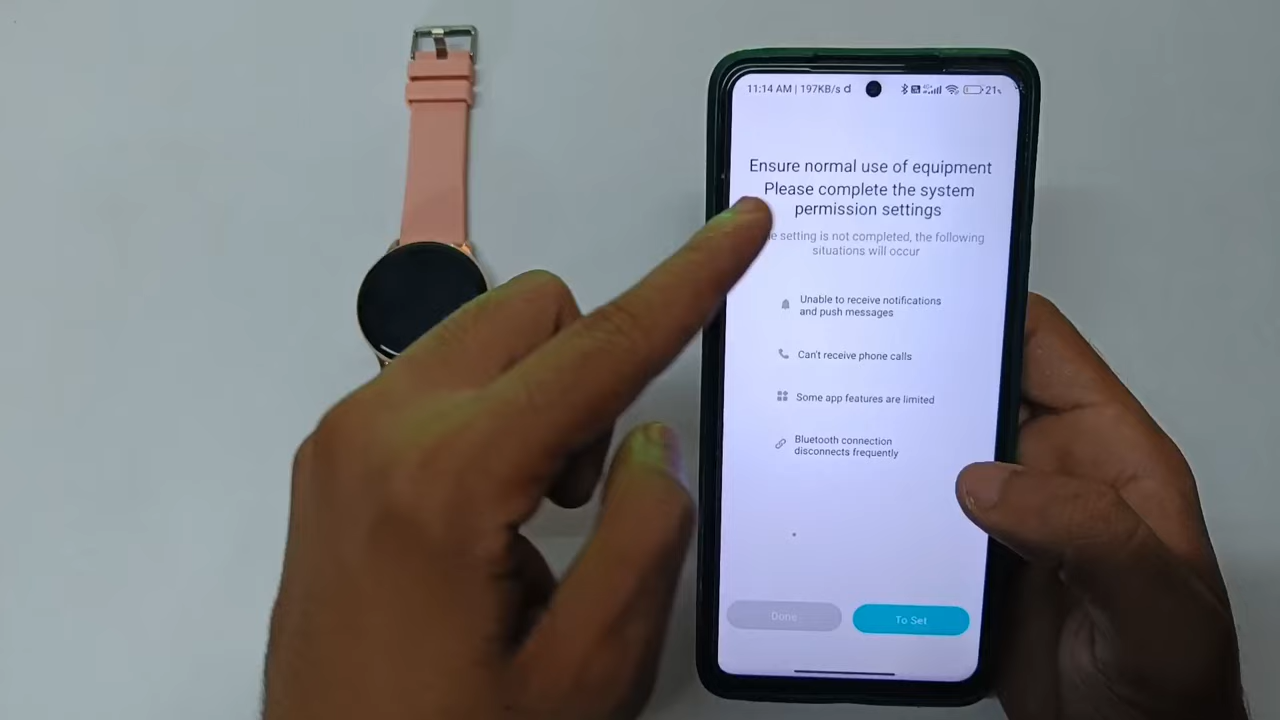 11:14 AM | 197KB/s
21
Ensure normal use of equipment
Please complete the system
permission settings
setting is not completed, the following
situations will occur
Unable to receive notifications
and push messages
Can't receive phone calls
Some app features are limited
Bluetooth connection
disconnects frequently
Done
To Set